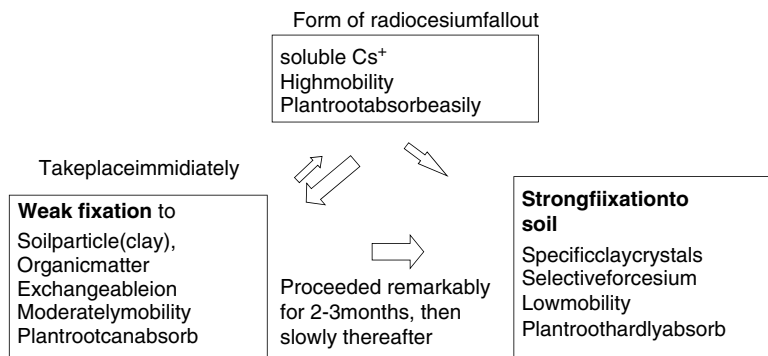 Form of radiocesiumfallout
soluble Cs+
Highmobility
Plantrootabsorbeasily
Takeplaceimmidiately
Weak fixation to
Soilparticle(clay),
Organicmatter
Exchangeableion
Moderatelymobility
Plantrootcanabsorb
Proceeded remarkably
for 2-3months, then
slowly thereafter
Strongfiixationto
soil
Specificclaycrystals
Selectiveforcesium
Lowmobility
Plantroothardlyabsorb